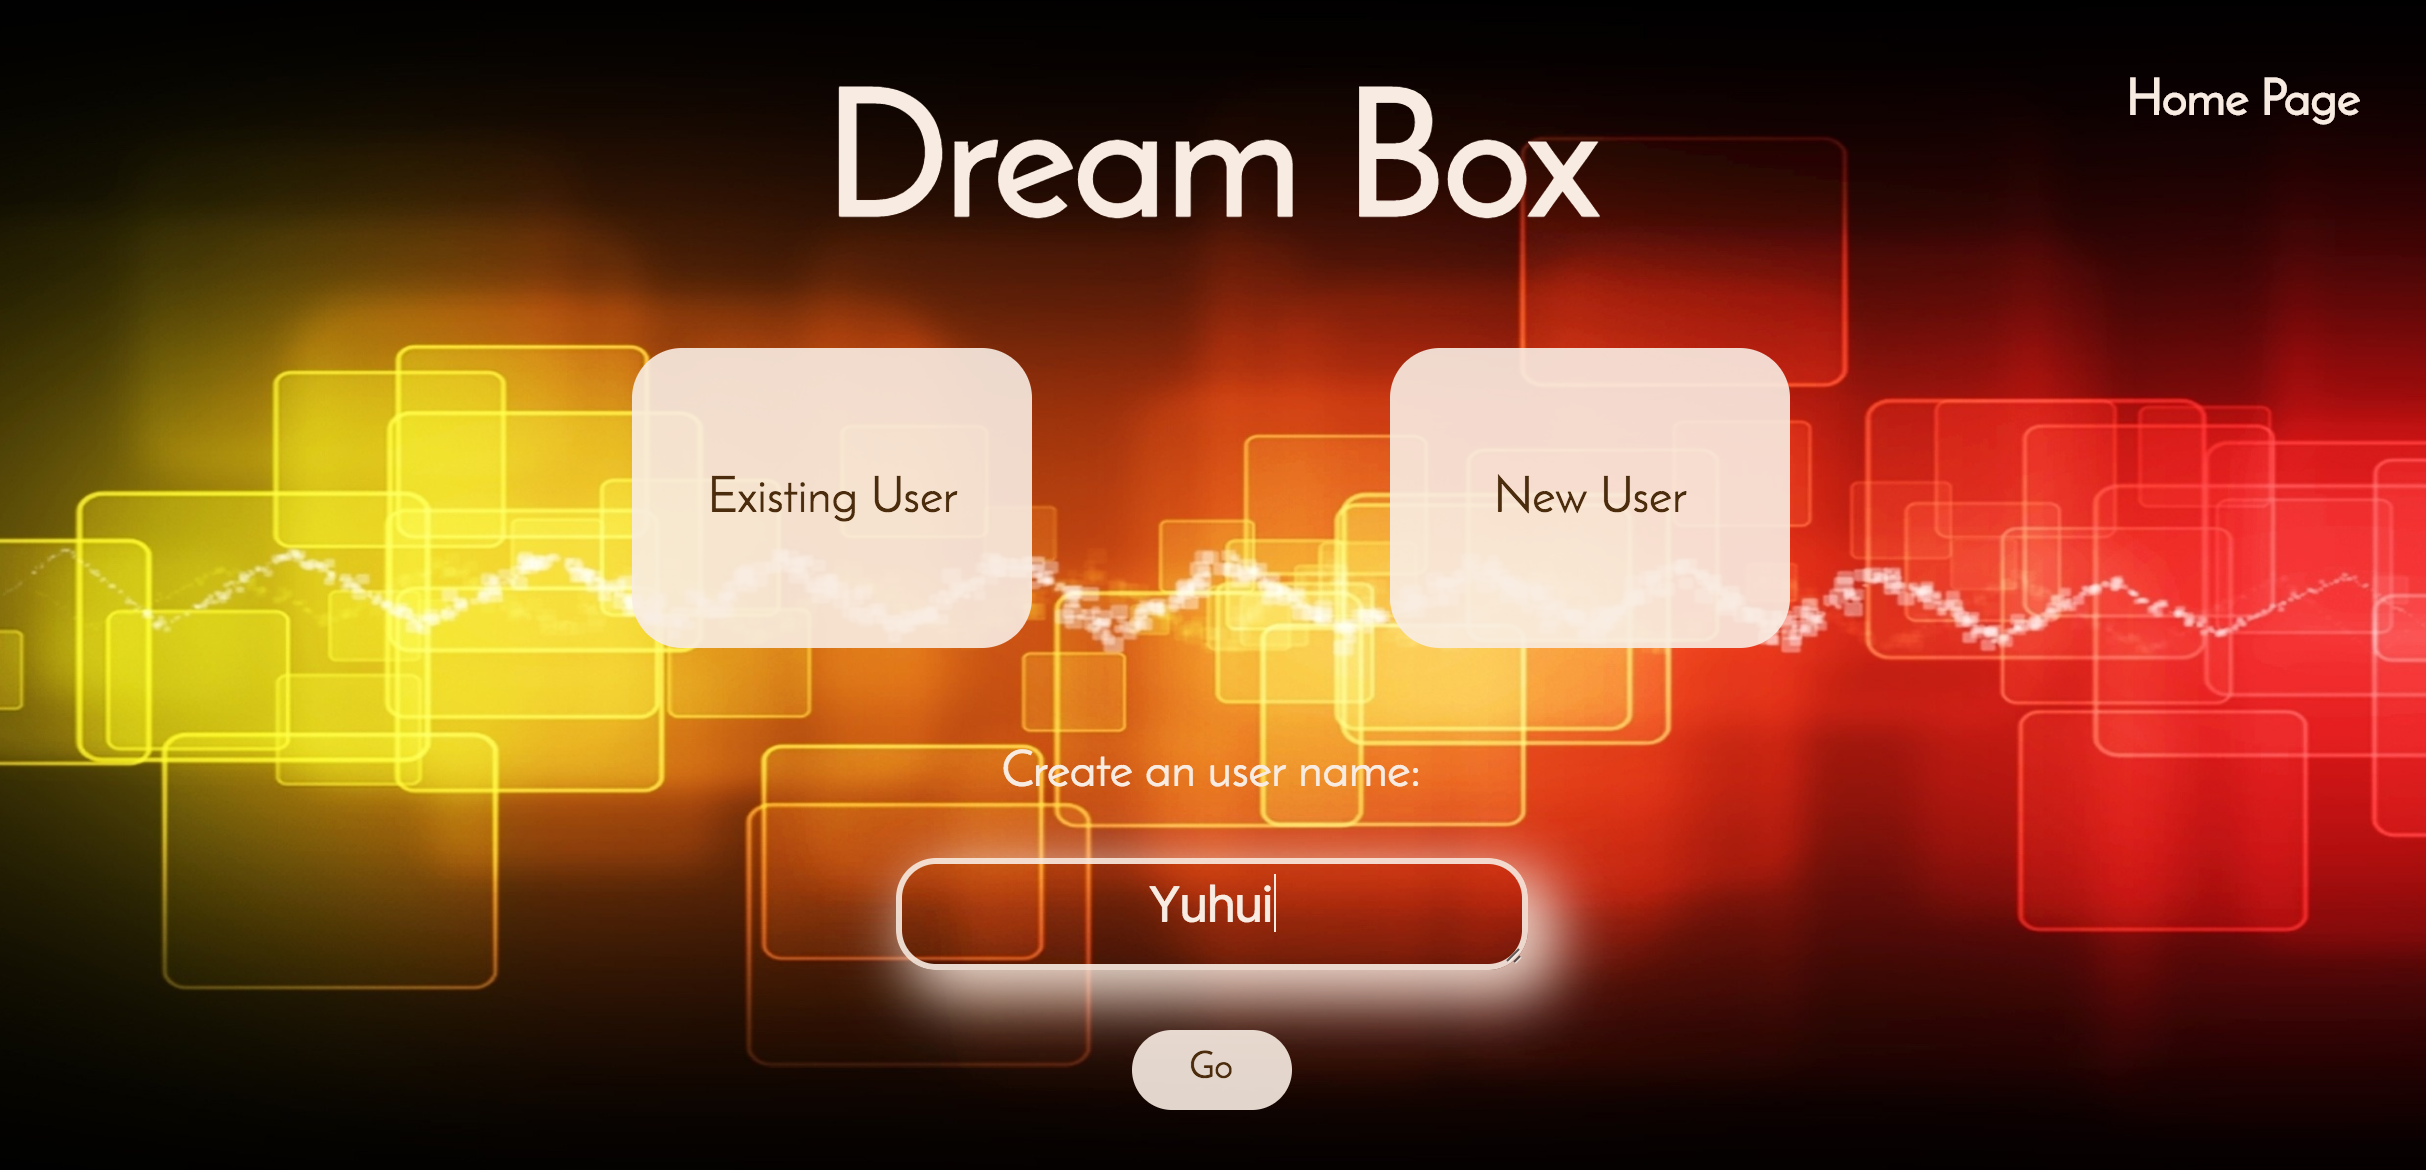 Dream Box
Home Page
Existing User
New User
Create an user name:
Yuhui
Go